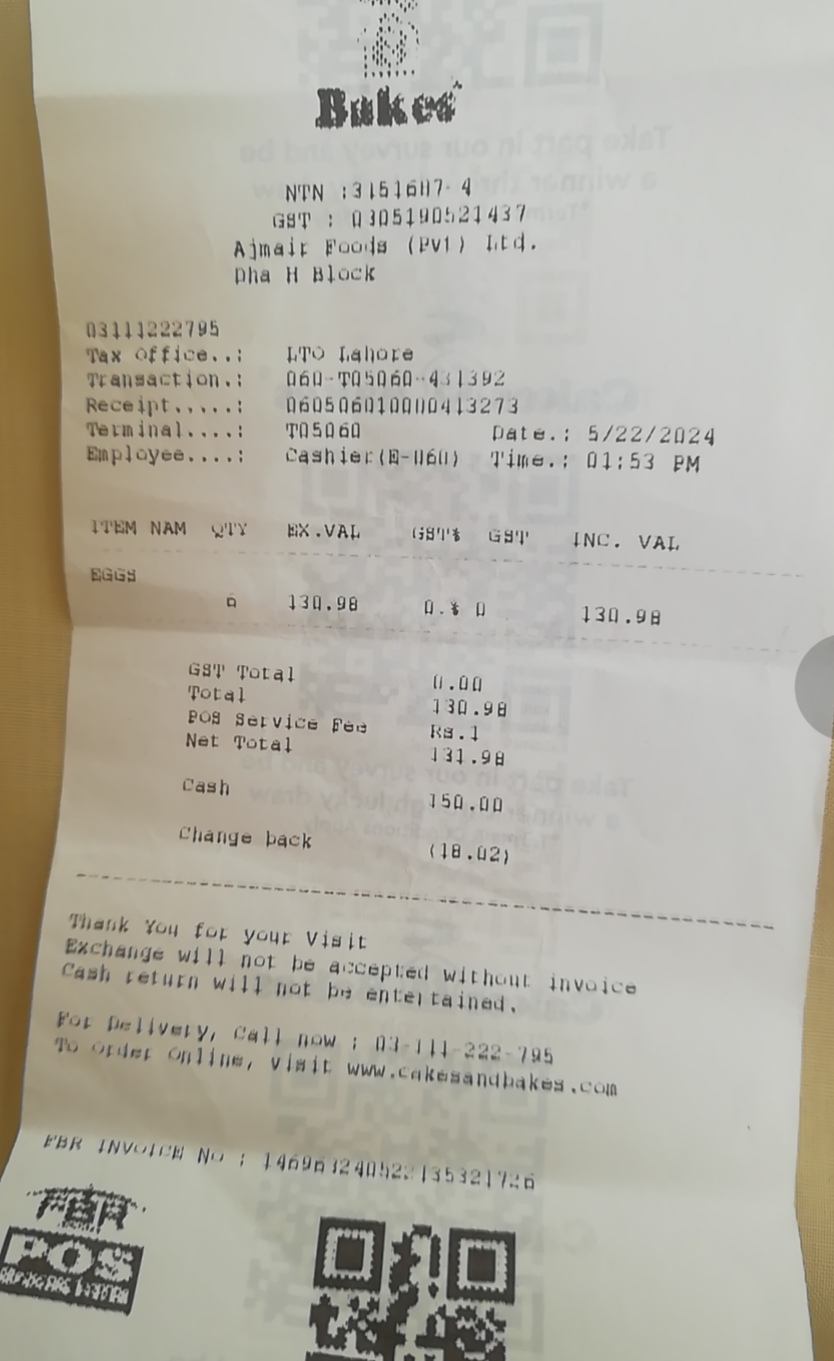 Bakes
NTN :3151607-4
GST : 0305190521437
Ajmair Foods (Pvt) Ltd.
Dha H Block
03111222795
Tax Office..: LTO Lahore
Transaction.: 060-T05060-431392
Receipt.....: 060506010000413273
Terminal....: T05060 Date.: 5/22/2024
Employee....: Cashier(E-060) Time.: 01:53 PM
ITEM NAM QTY EX.VAL GST% GST INC. VAL
EGGS
130.98 0.% 0 130.98
GST Total 0.00
Total 130.98
POS Service Fee Rs.1
Net Total 131.98
Cash 150.00
Change back (18.02)
Thank You for your Visit
Exchange will not be accepted without invoice
Cash return will not be entertained.
For Delivery, Call now : 03-111-222-795
To order online, visit www.cakesandbakes.com
FBR INVOICE No :
FBR
POS